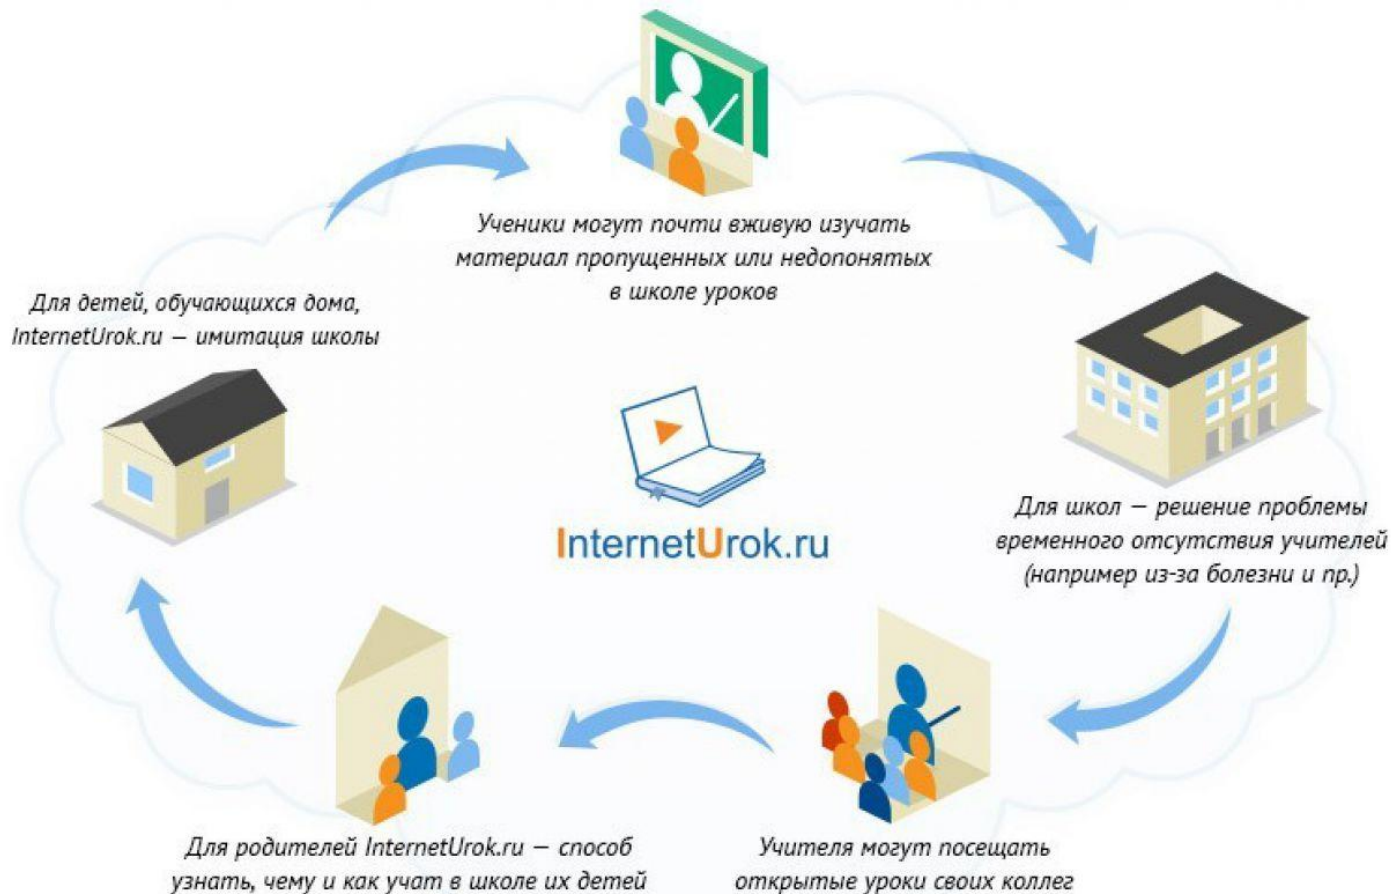 Ученики могут почти вживую изучать
материал пропущенных или недопонятых
в школе уроков
Для детей, обучающихся дома,
InternetUrok.ru — имитация школы
InternetUrok.ru
Для школ — решение проблемы
временного отсутствия учителей
(например из-за болезни и пр.)
Для родителей InternetUrok.ru — способ
узнать, чему и как учат в школе их детей
Учителя могут посещать
открытые уроки своих коллег